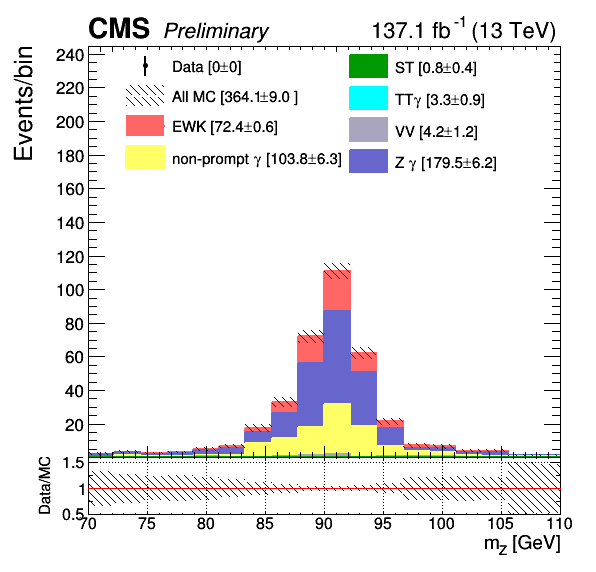 CMS Preliminary 137.1 fb⁻¹ (13 TeV)
Events/bin
240
220
200
180
160
140
120
100
80
60
40
20
Data [0±0]
All MC [364.1±9.0 ]
EWK [72.4±0.6]
non-prompt γ [103.8±6.3]
ST [0.8±0.4]
TTγ [3.3±0.9]
VV [4.2±1.2]
Z γ [179.5±6.2]
Data/MC
1.5
1
0.5
70 75 80 85 90 95 100 105 110
m_Z [GeV]